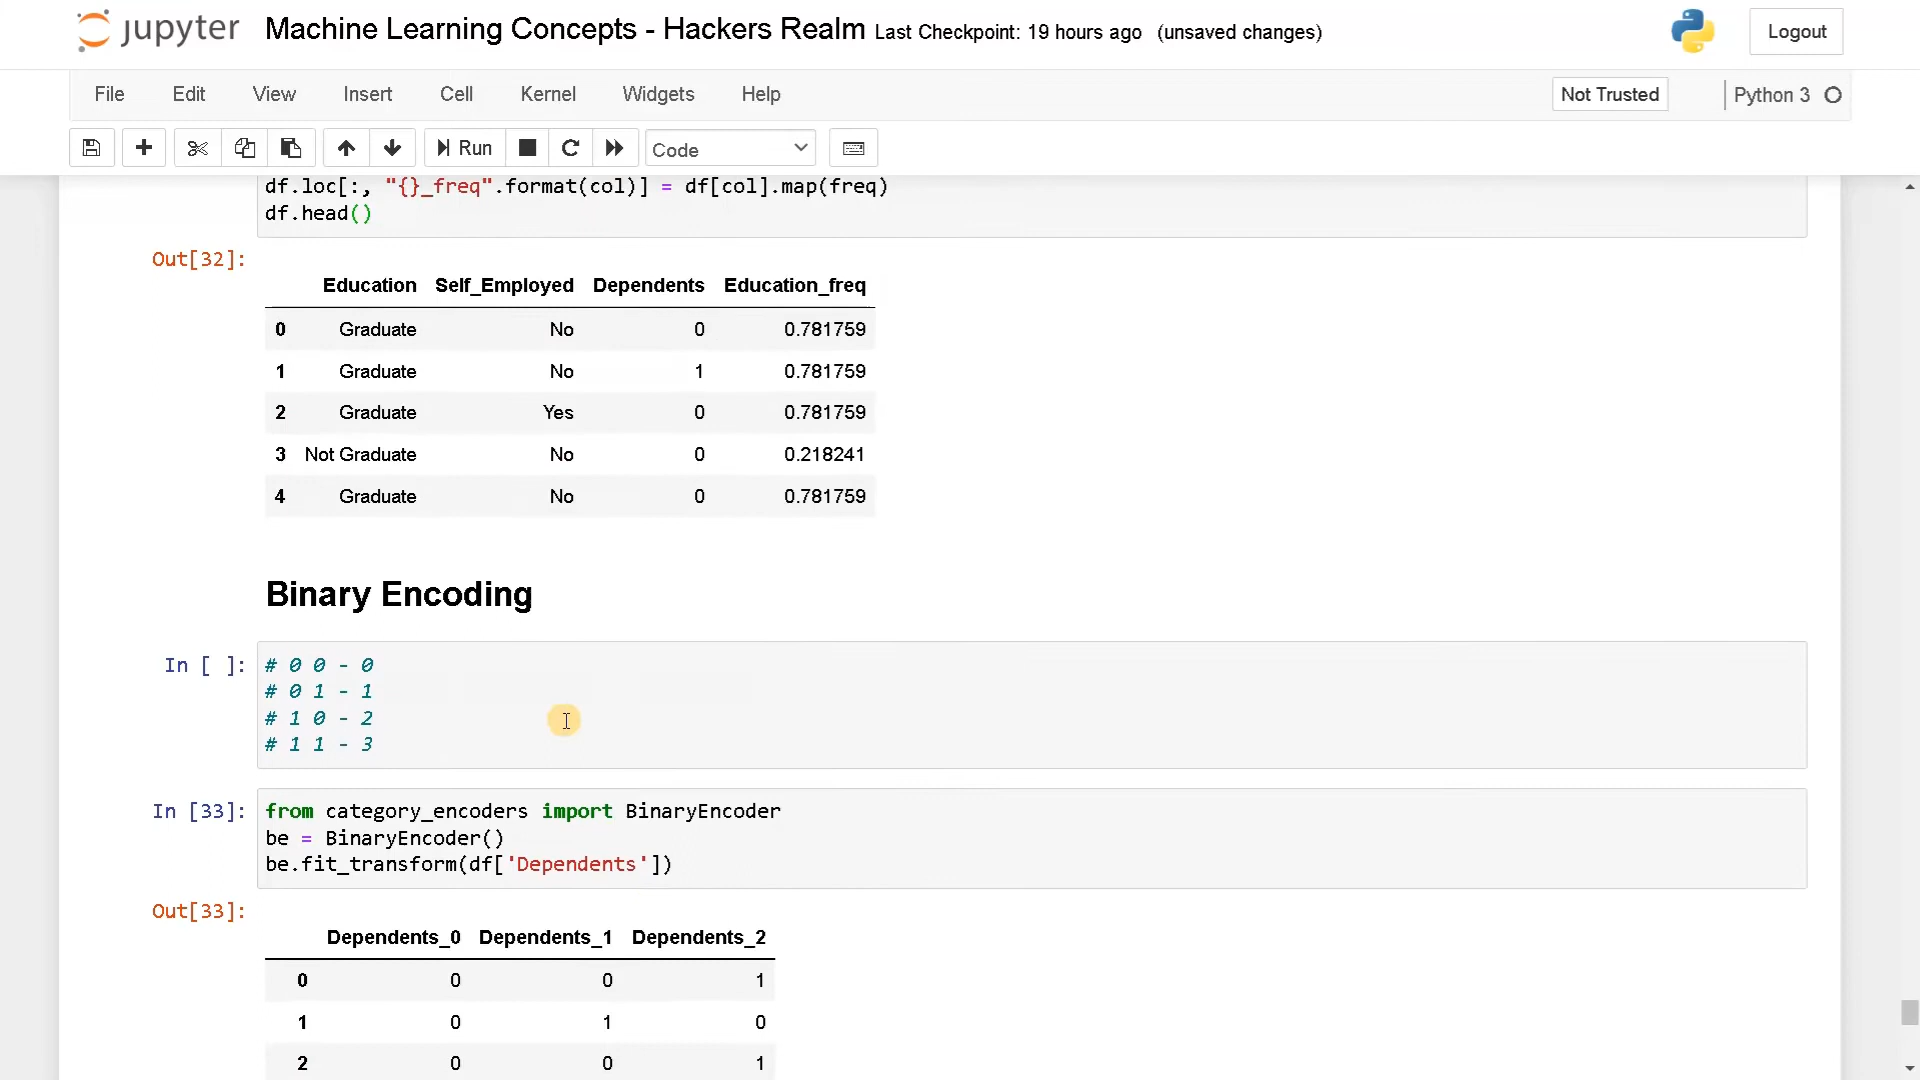 jupyter Machine Learning Concepts - Hackers Realm Last Checkpoint: 19 hours ago (unsaved changes) Logout
File Edit View Insert Cell Kernel Widgets Help Not Trusted Python 3
Run Code
df.loc[:, "{}_freq".format(col)] = df[col].map(freq)
df.head()
Out[32]:
Education Self_Employed Dependents Education_freq
0 Graduate No 0 0.781759
1 Graduate No 1 0.781759
2 Graduate Yes 0 0.781759
3 Not Graduate No 0 0.218241
4 Graduate No 0 0.781759
Binary Encoding
In [ ]: # 0 0 - 0
# 0 1 - 1
# 1 0 - 2
# 1 1 - 3
In [33]: from category_encoders import BinaryEncoder
be = BinaryEncoder()
be.fit_transform(df['Dependents'])
Out[33]:
Dependents_0 Dependents_1 Dependents_2
0 0 0 1
1 0 1 0
2 0 0 1